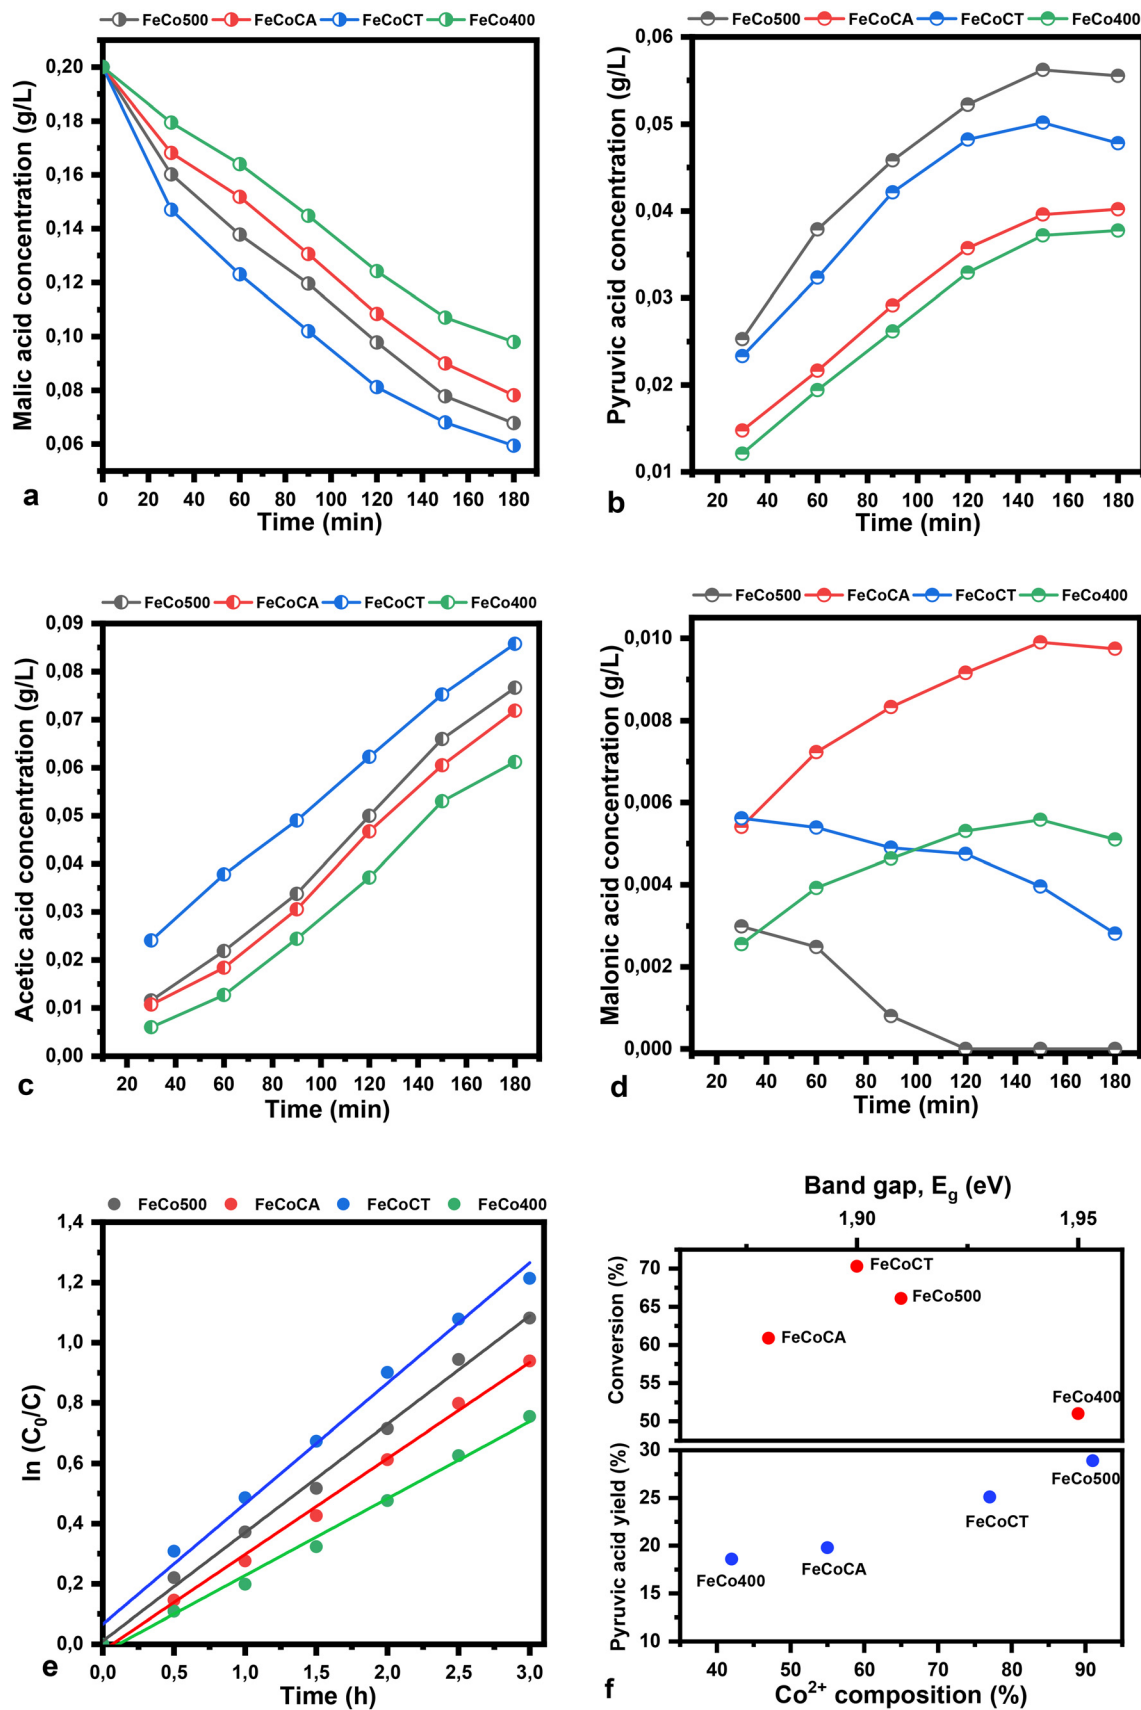 FeCo500 FeCoCA FeCoCT FeCo400
Malic acid concentration (g/L)
0,20
0,18
0,16
0,14
0,12
0,10
0,08
0,06
0 20 40 60 80 100 120 140 160 180
Time (min)
a
FeCo500 FeCoCA FeCoCT FeCo400
Pyruvic acid concentration (g/L)
0,06
0,05
0,04
0,03
0,02
0,01
20 40 60 80 100 120 140 160 180
Time (min)
b
FeCo500 FeCoCA FeCoCT FeCo400
Acetic acid concentration (g/L)
0,09
0,08
0,07
0,06
0,05
0,04
0,03
0,02
0,01
0,00
20 40 60 80 100 120 140 160 180
Time (min)
c
FeCo500 FeCoCA FeCoCT FeCo400
Malonic acid concentration (g/L)
0,010
0,008
0,006
0,004
0,002
0,000
20 40 60 80 100 120 140 160 180
Time (min)
d
FeCo500 FeCoCA FeCoCT FeCo400
ln (C₀/C)
1,4
1,2
1,0
0,8
0,6
0,4
0,2
0,0
0,0 0,5 1,0 1,5 2,0 2,5 3,0
Time (h)
e
Band gap, E₉ (eV)
1,90 1,95
Conversion (%)
70
65
60
55
50
FeCoCT
FeCo500
FeCoCA
FeCo400
Pyruvic acid yield (%)
30
25
20
15
10
FeCo500
FeCoCT
FeCoCA
FeCo400
40 50 60 70 80 90
Co²⁺ composition (%)
f